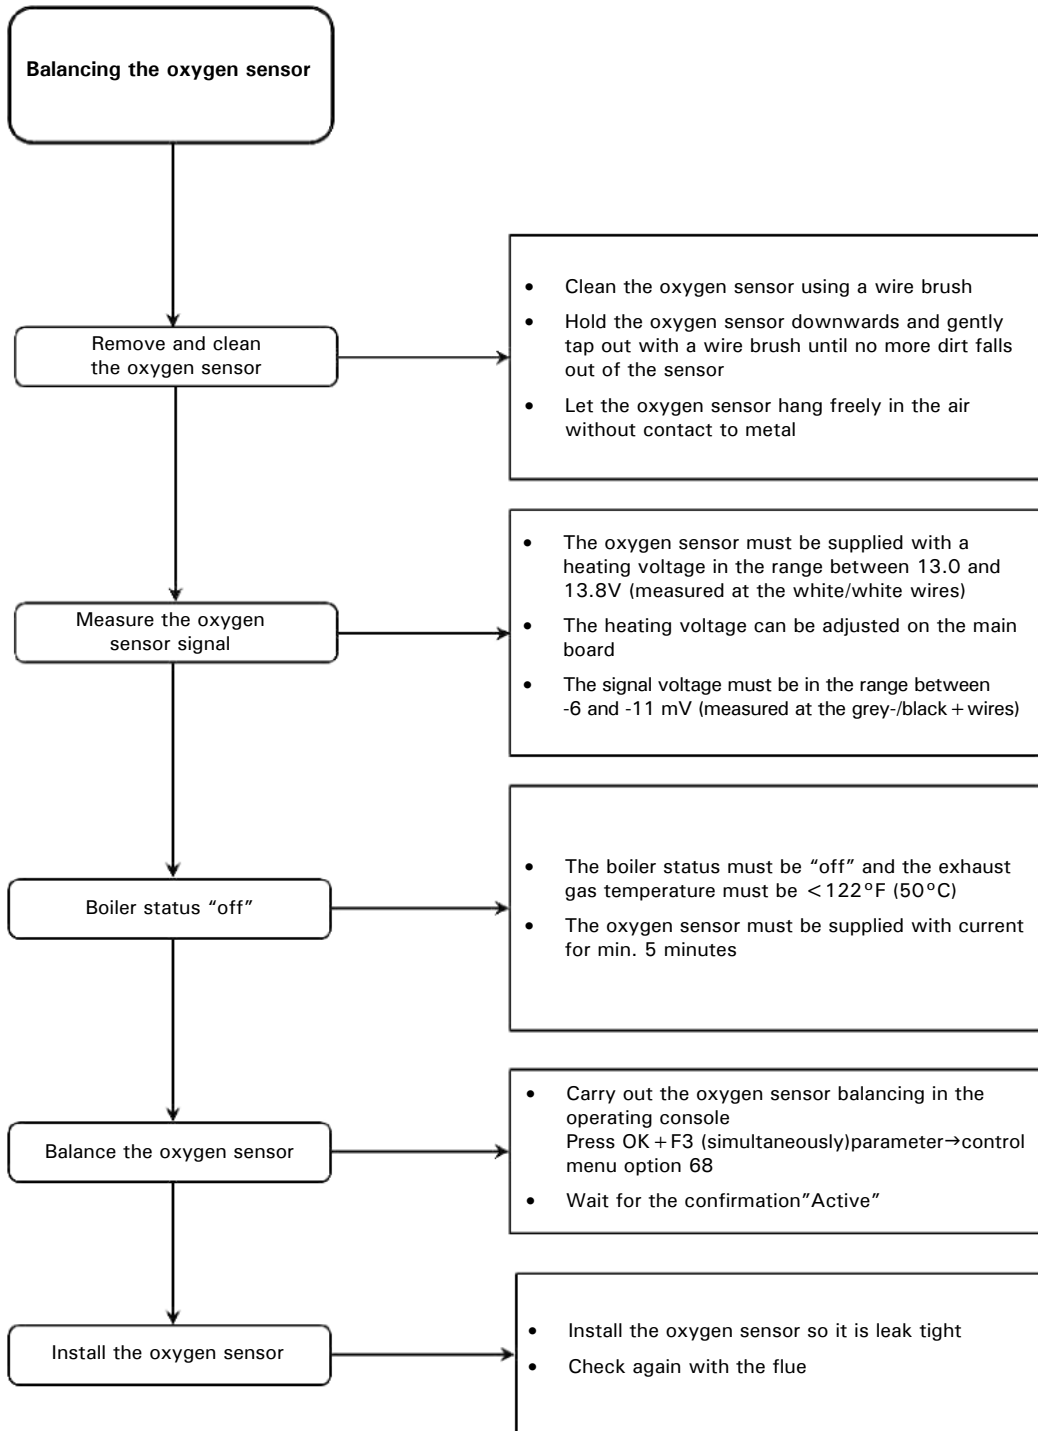 Balancing the oxygen sensor
Remove and clean
the oxygen sensor
• Clean the oxygen sensor using a wire brush
• Hold the oxygen sensor downwards and gently
tap out with a wire brush until no more dirt falls
out of the sensor
• Let the oxygen sensor hang freely in the air
without contact to metal
Measure the oxygen
sensor signal
• The oxygen sensor must be supplied with a
heating voltage in the range between 13.0 and
13.8V (measured at the white/white wires)
• The heating voltage can be adjusted on the main
board
• The signal voltage must be in the range between
-6 and -11 mV (measured at the grey-/black+wires)
Boiler status “off”
• The boiler status must be “off” and the exhaust
gas temperature must be <122ºF (50ºC)
• The oxygen sensor must be supplied with current
for min. 5 minutes
Balance the oxygen sensor
• Carry out the oxygen sensor balancing in the
operating console
Press OK+F3 (simultaneously)parameter→control
menu option 68
• Wait for the confirmation”Active”
Install the oxygen sensor
• Install the oxygen sensor so it is leak tight
• Check again with the flue